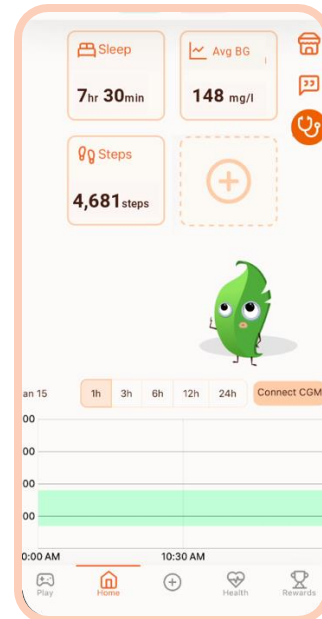 Sleep
Avg BG
7hr 30min
148 mg/l
Steps
4,681 steps
an 15
1h 3h 6h 12h 24h
Connect CGM
00
00
00
00
0:00 AM
10:30 AM
Play
Home
Health
Rewards